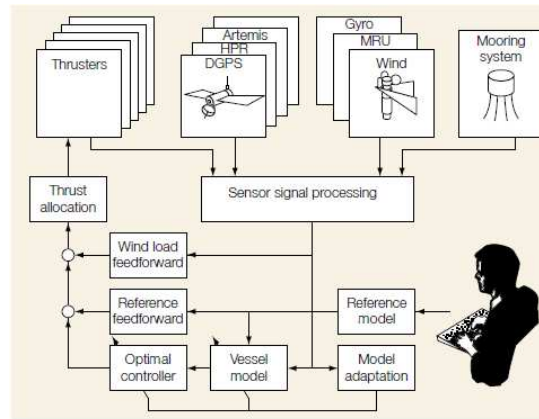 Thrusters
Artemis
HPR
DGPS
Gyro
MRU
Wind
Mooring
system
Thrust
allocation
Sensor signal processing
Wind load
feedforward
Reference
feedforward
Reference
model
Optimal
controller
Vessel
model
Model
adaptation